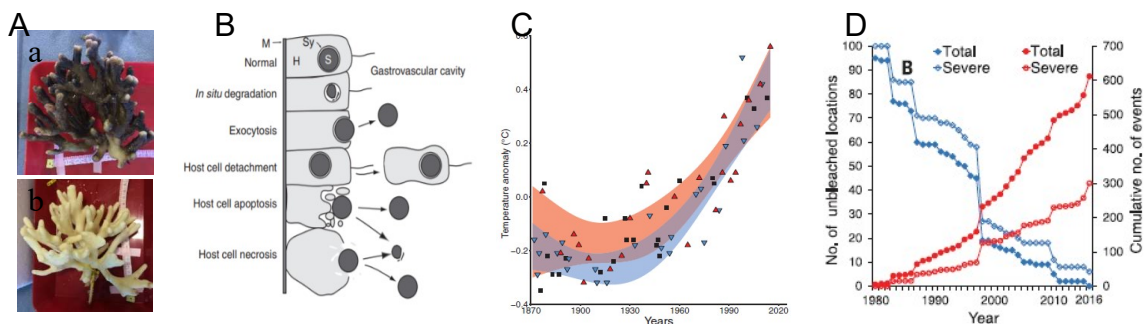 A
a
b
B
M
Sy
Normal
H
S
Gastrovascular cavity
In situ degradation
Exocytosis
Host cell detachment
Host cell apoptosis
Host cell necrosis
C
Temperature anomaly (°C)
0.4
0.2
0.0
−0.2
−0.4
1870 1900 1930 1960 1990 2020
Years
D
No. of unbleached locations
100
90
80
70
60
50
40
30
20
10
0
B
Total Total
Severe Severe
700
600
500
400
300
200
100
0
Cumulative no. of events
1980 1990 2000 2010 2016
Year